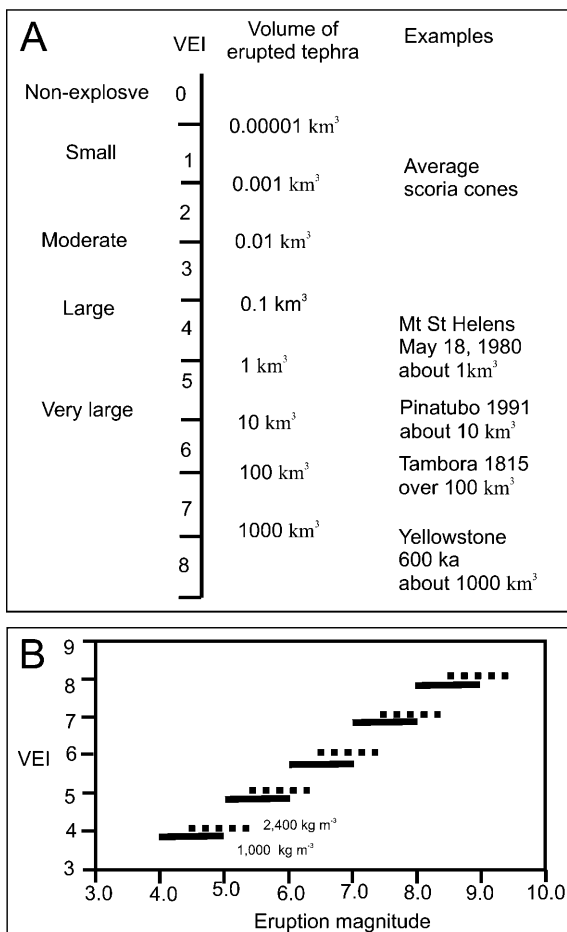 A
VEI
Volume of
erupted tephra
Examples
Non-explosve
0
0.00001 km³
Small
1
Average
scoria cones
0.001 km³
2
Moderate
0.01 km³
3
0.1 km³
Large
4
Mt St Helens
May 18, 1980
about 1km³
1 km³
5
Very large
10 km³
Pinatubo 1991
about 10 km³
6
100 km³
Tambora 1815
over 100 km³
7
1000 km³
Yellowstone
600 ka
about 1000 km³
8
B
9
8
7
6
VEI
5
4
3
2,400 kg m⁻³
1,000 kg m⁻³
3.0 4.0 5.0 6.0 7.0 8.0 9.0 10.0
Eruption magnitude